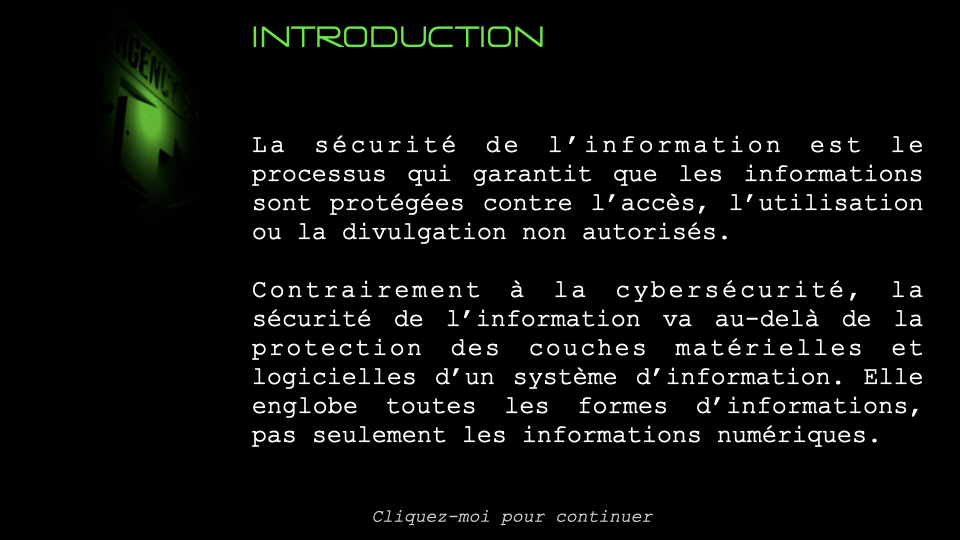 INTRODUCTION
La sécurité de l’information est le
processus qui garantit que les informations
sont protégées contre l’accès, l’utilisation
ou la divulgation non autorisés.
Contrairement à la cybersécurité, la
sécurité de l’information va au-delà de la
protection des couches matérielles et
logicielles d’un système d’information. Elle
englobe toutes les formes d’informations,
pas seulement les informations numériques.
Cliquez-moi pour continuer